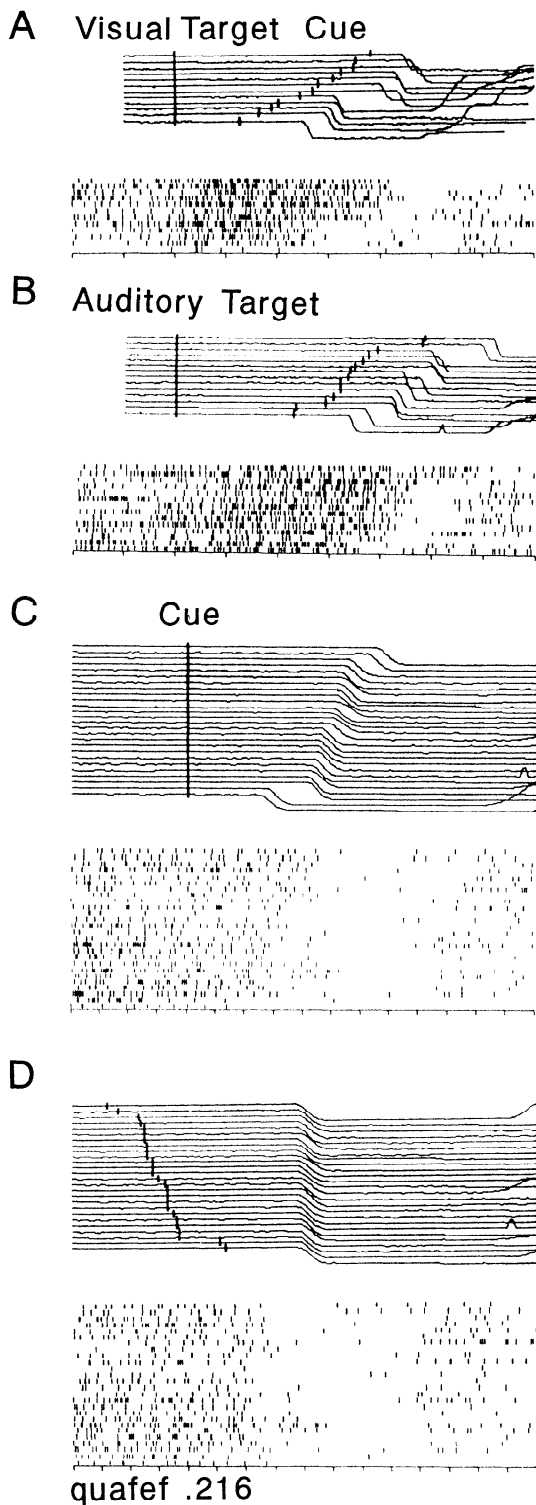 A Visual Target Cue
B Auditory Target
C Cue
D
quafef .216